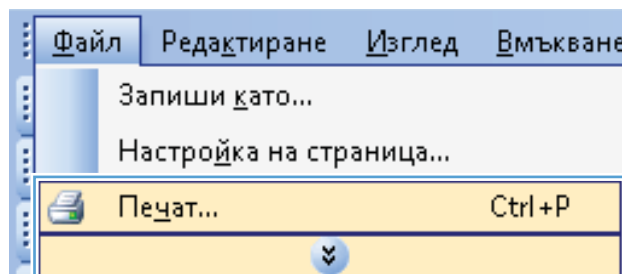 Файл Редактиране Изглед Вмъкване
Запиши като...
Настройка на страница...
Печат... Ctrl+P